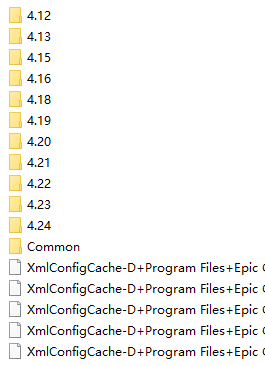 4.12
4.13
4.15
4.16
4.18
4.19
4.20
4.21
4.22
4.23
4.24
Common
XmlConfigCache-D+Program Files+Epic
XmlConfigCache-D+Program Files+Epic
XmlConfigCache-D+Program Files+Epic
XmlConfigCache-D+Program Files+Epic
XmlConfigCache-D+Program Files+Epic